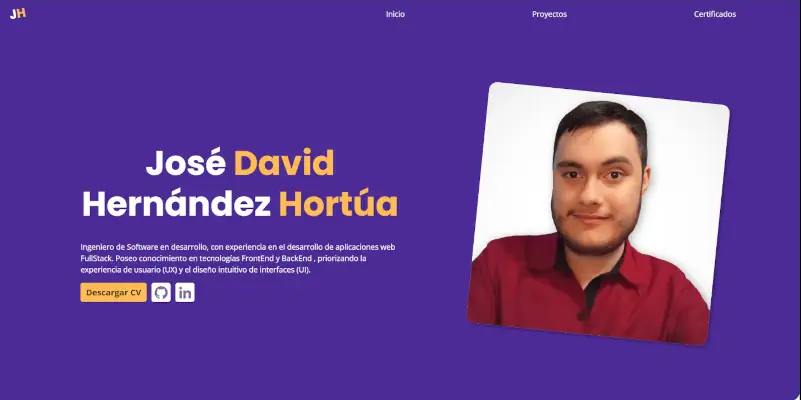 JH
Inicio
Proyectos
Certificados
José David
Hernández Hortúa
Ingeniero de Software en desarrollo, con experiencia en el desarrollo de aplicaciones web
FullStack. Poseo conocimiento en tecnologías FrontEnd y BackEnd , priorizando la
experiencia de usuario (UX) y el diseño intuitivo de interfaces (UI).
Descargar CV
in